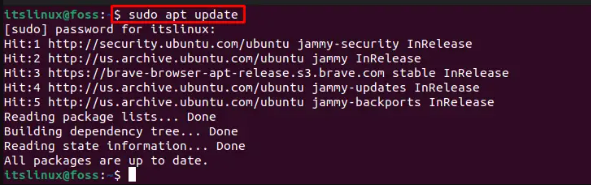 itslinux@foss:~$ sudo apt update
[sudo] password for itslinux:
Hit:1 http://security.ubuntu.com/ubuntu jammy-security InRelease
Hit:2 http://us.archive.ubuntu.com/ubuntu jammy InRelease
Hit:3 https://brave-browser-apt-release.s3.brave.com stable InRelease
Hit:4 http://us.archive.ubuntu.com/ubuntu jammy-updates InRelease
Hit:5 http://us.archive.ubuntu.com/ubuntu jammy-backports InRelease
Reading package lists... Done
Building dependency tree... Done
Reading state information... Done
All packages are up to date.
itslinux@foss:~$